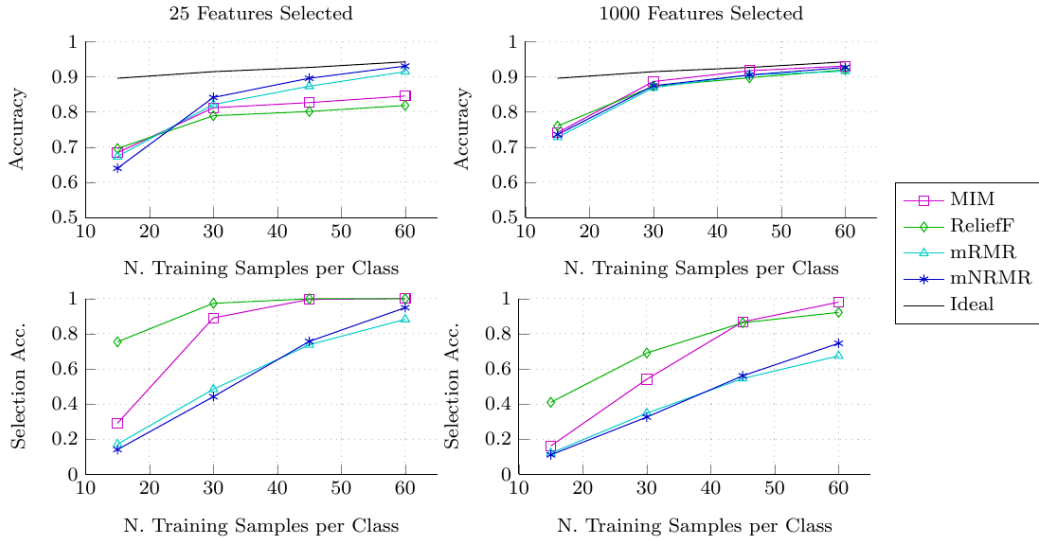 25 Features Selected
1000 Features Selected
1
0.9
0.8
0.7
0.6
0.5
Accuracy
10 20 30 40 50 60
N. Training Samples per Class
1
0.9
0.8
0.7
0.6
0.5
Accuracy
10 20 30 40 50 60
N. Training Samples per Class
MIM
ReliefF
mRMR
mNRMR
Ideal
1
0.8
0.6
0.4
0.2
0
Selection Acc.
10 20 30 40 50 60
N. Training Samples per Class
1
0.8
0.6
0.4
0.2
0
Selection Acc.
10 20 30 40 50 60
N. Training Samples per Class